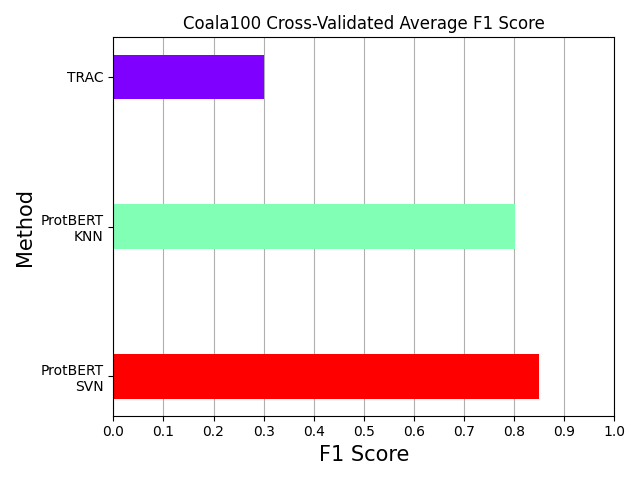 Coala100 Cross-Validated Average F1 Score
Method
TRAC
ProtBERT
KNN
ProtBERT
SVN
0.0 0.1 0.2 0.3 0.4 0.5 0.6 0.7 0.8 0.9 1.0
F1 Score